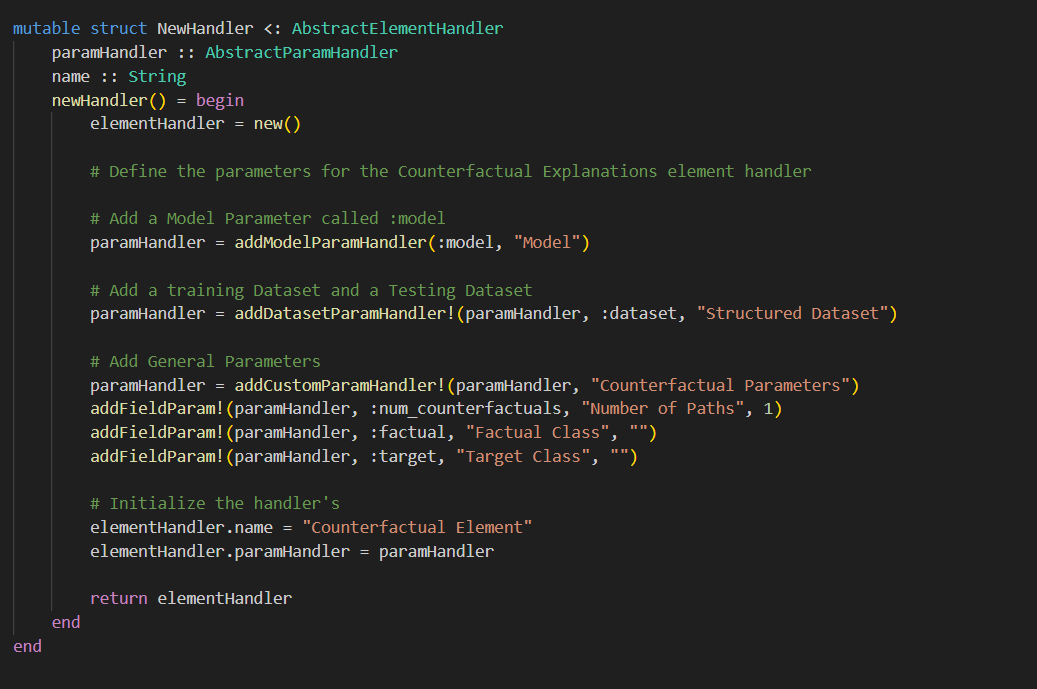 mutable struct NewHandler <: AbstractElementHandler
    paramHandler :: AbstractParamHandler
    name :: String
    newHandler() = begin
        elementHandler = new()

        # Define the parameters for the Counterfactual Explanations element handler

        # Add a Model Parameter called :model
        paramHandler = addModelParamHandler(:model, "Model")

        # Add a training Dataset and a Testing Dataset
        paramHandler = addDatasetParamHandler!(paramHandler, :dataset, "Structured Dataset")

        # Add General Parameters
        paramHandler = addCustomParamHandler!(paramHandler, "Counterfactual Parameters")
        addFieldParam!(paramHandler, :num_counterfactuals, "Number of Paths", 1)
        addFieldParam!(paramHandler, :factual, "Factual Class", "")
        addFieldParam!(paramHandler, :target, "Target Class", "")

        # Initialize the handler's
        elementHandler.name = "Counterfactual Element"
        elementHandler.paramHandler = paramHandler

        return elementHandler
    end
end